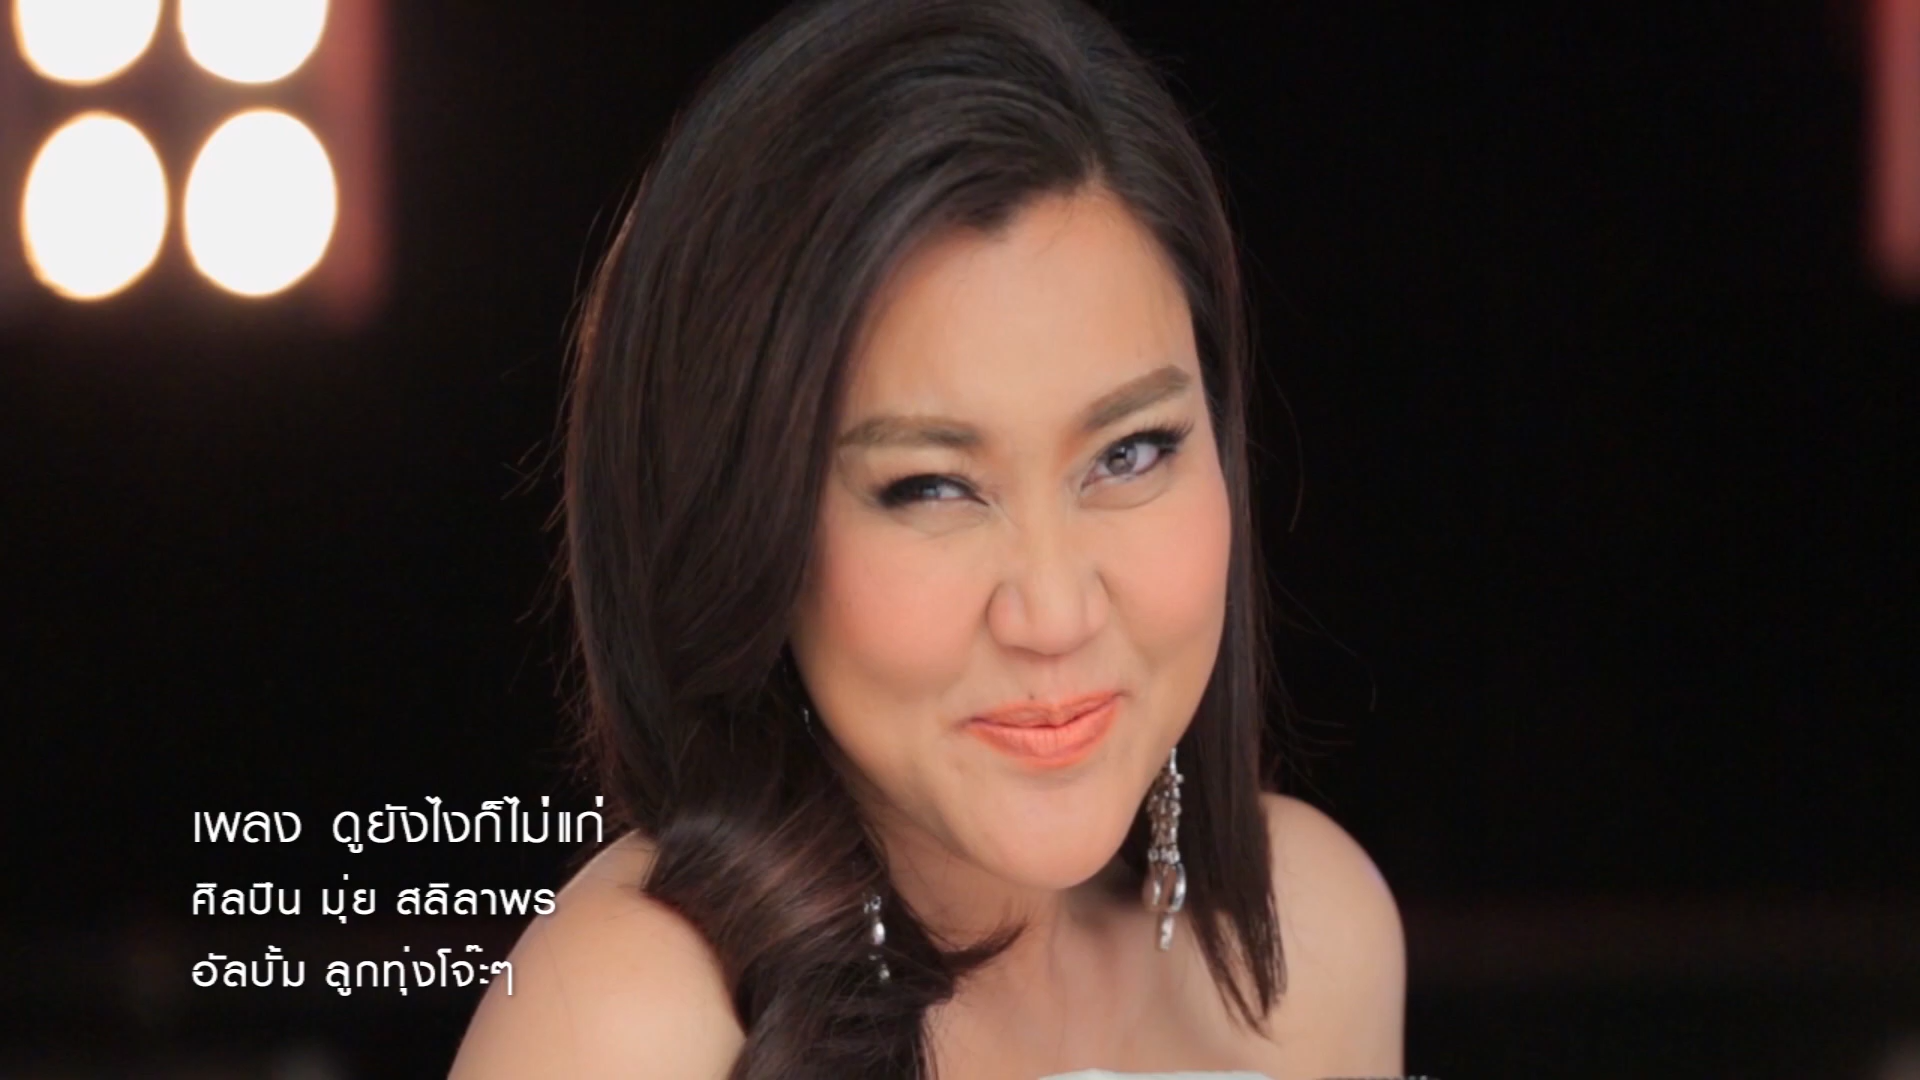 เพลง ดูยังไงก็ไม่แก่
ศิลปิน มุ่ย สลิลาพร
อัลบั้ม ลูกทุ่งโจ๊ะๆ